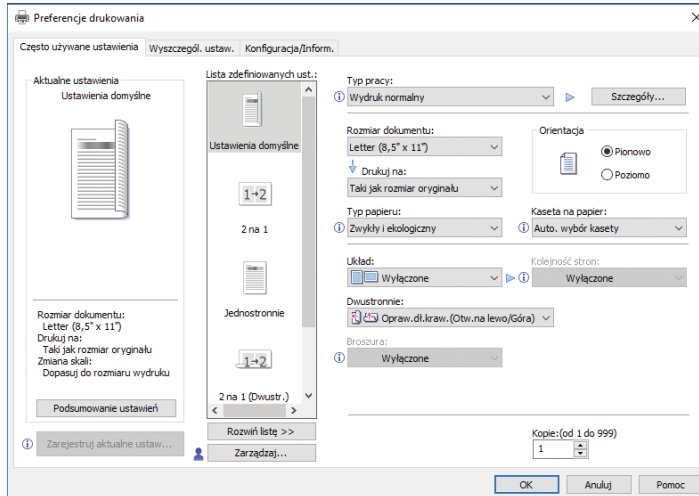 Preferencje drukowania
Często używane ustawienia
Wyszczegól. ustaw.
Konfiguracja/Inform.
Aktualne ustawienia
Ustawienia domyślne
Rozmiar dokumentu:
Letter (8,5" x 11")
Drukuj na:
Taki jak rozmiar oryginału
Zmiana skali:
Dopasuj do rozmiaru wydruku
Podsumowanie ustawień
Zarejestruj aktualne ustaw...
Lista zdefiniowanych ust.:
Ustawienia domyślne
1→2
2 na 1
Jednostronnie
1→2
2 na 1 (Dwustr.)
Rozwiń listę >>
Zarządzaj...
Typ pracy:
Wydruk normalny
Szczegóły...
Rozmiar dokumentu:
Letter (8,5" x 11")
Drukuj na:
Taki jak rozmiar oryginału
Orientacja
Pionowo
Poziomo
Typ papieru:
Zwykły i ekologiczny
Kaseta na papier:
Auto. wybór kasety
Układ:
Wyłączone
Kolejność stron:
Wyłączone
Dwustronnie:
Opraw.dł.kraw.(Otw.na lewo/Góra)
Broszura:
Wyłączone
Kopie:(od 1 do 999)
1
OK
Anuluj
Pomoc